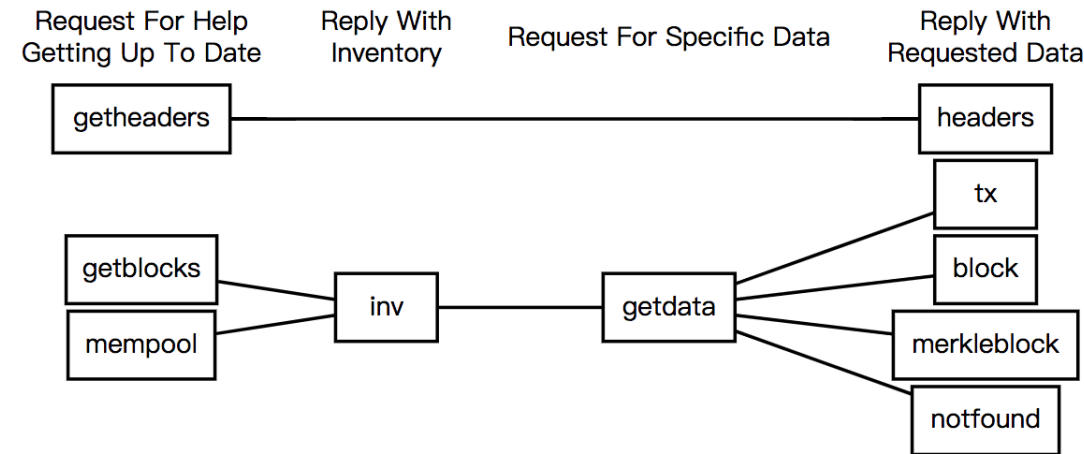 Request For Help
Getting Up To Date
Reply With
Inventory
Request For Specific Data
Reply With
Requested Data
getheaders
headers
tx
getblocks
block
inv
getdata
mempool
merkleblock
notfound